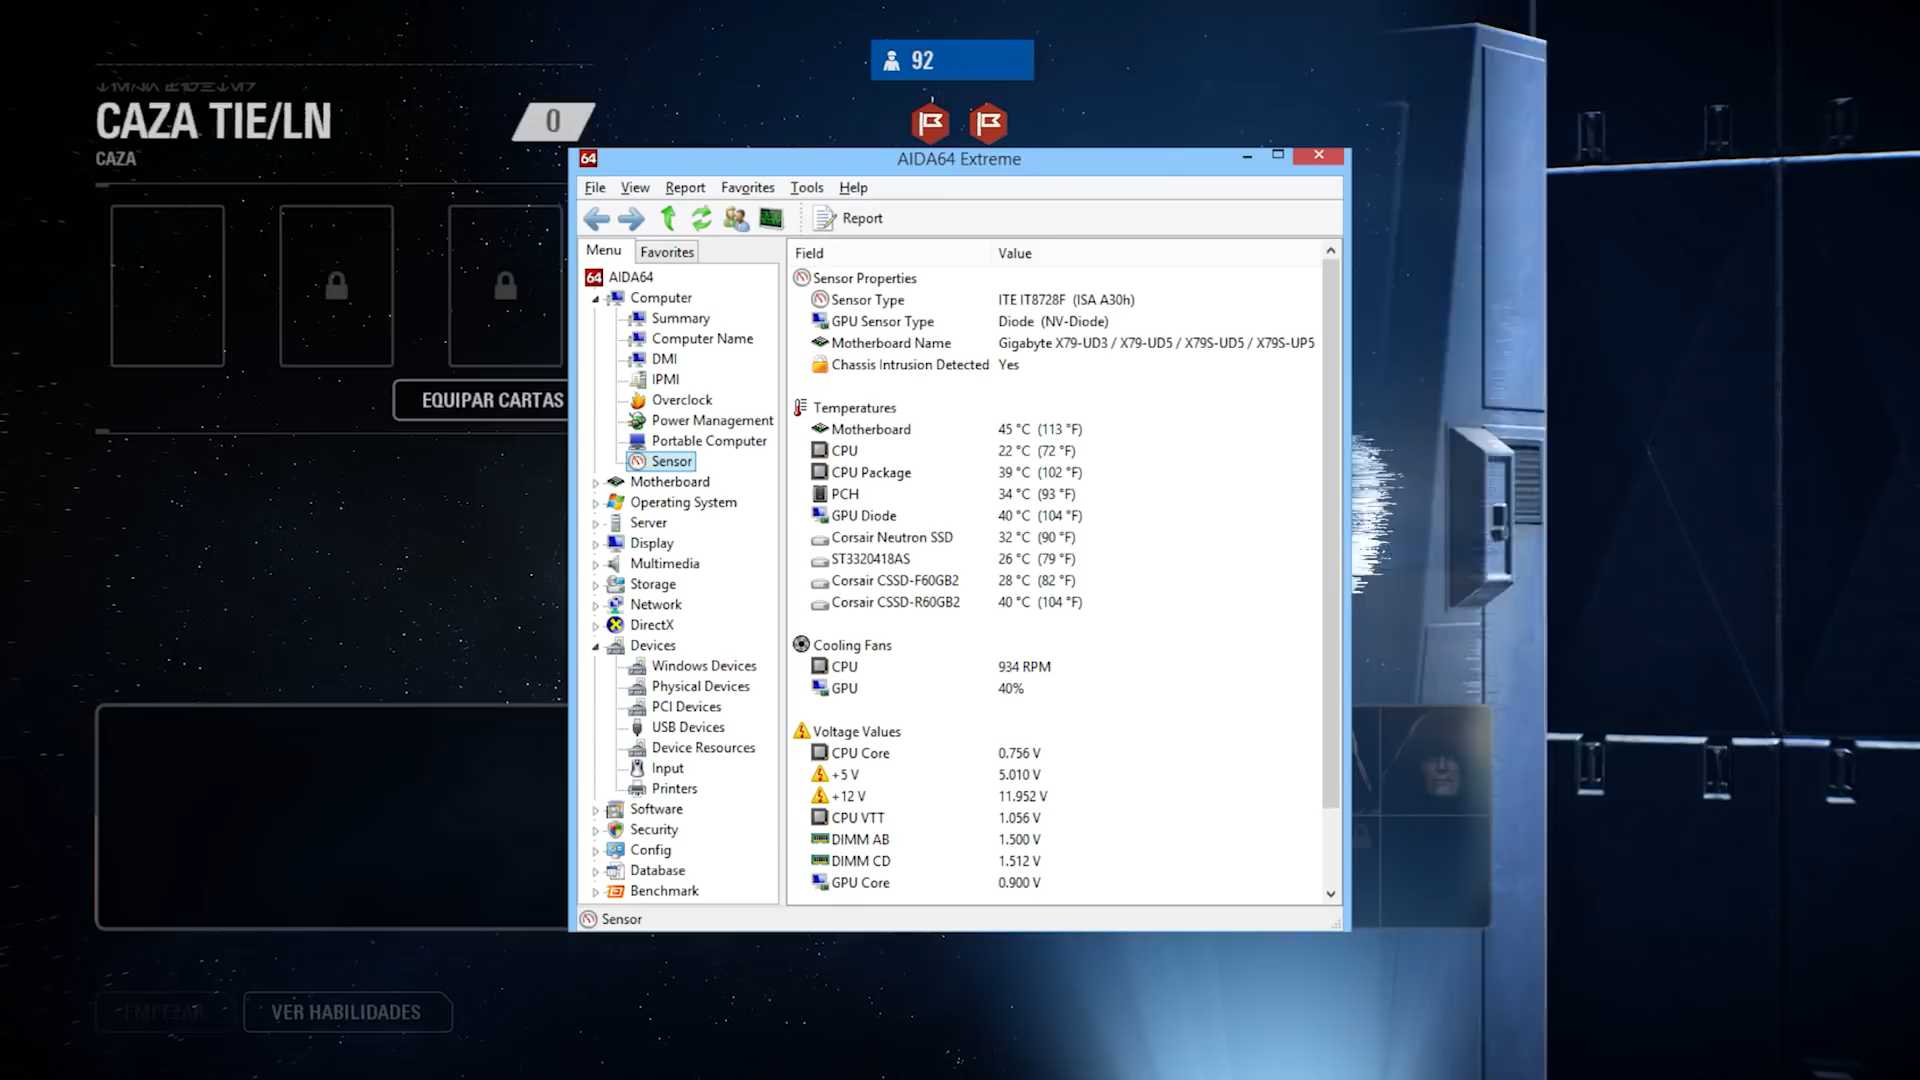 92
CAZA TIE/LN
0
CAZA
EQUIPAR CARTAS
EMPEZAR
VER HABILIDADES
64
AIDA64 Extreme
File View Report Favorites Tools Help
Report
Menu Favorites
64 AIDA64
Computer
Summary
Computer Name
DMI
IPMI
Overclock
Power Management
Portable Computer
Sensor
Motherboard
Operating System
Server
Display
Multimedia
Storage
Network
DirectX
Devices
Windows Devices
Physical Devices
PCI Devices
USB Devices
Device Resources
Input
Printers
Software
Security
Config
Database
Benchmark
Field Value
Sensor Properties
Sensor Type ITE IT8728F (ISA A30h)
GPU Sensor Type Diode (NV-Diode)
Motherboard Name Gigabyte X79-UD3 / X79-UD5 / X79S-UD5 / X79S-UP5
Chassis Intrusion Detected Yes
Temperatures
Motherboard 45 °C (113 °F)
CPU 22 °C (72 °F)
CPU Package 39 °C (102 °F)
PCH 34 °C (93 °F)
GPU Diode 40 °C (104 °F)
Corsair Neutron SSD 32 °C (90 °F)
ST3320418AS 26 °C (79 °F)
Corsair CSSD-F60GB2 28 °C (82 °F)
Corsair CSSD-R60GB2 40 °C (104 °F)
Cooling Fans
CPU 934 RPM
GPU 40%
Voltage Values
CPU Core 0.756 V
+5 V 5.010 V
+12 V 11.952 V
CPU VTT 1.056 V
DIMM AB 1.500 V
DIMM CD 1.512 V
GPU Core 0.900 V
Sensor